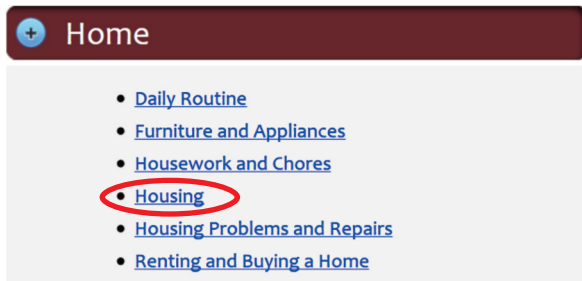 Home
Daily Routine
Furniture and Appliances
Housework and Chores
Housing
Housing Problems and Repairs
Renting and Buying a Home